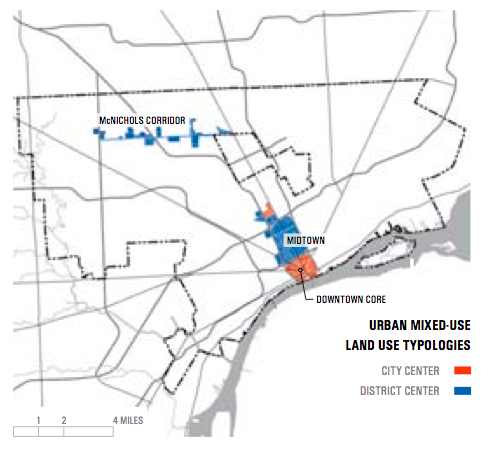 McNICHOLS CORRIDOR
MIDTOWN
DOWNTOWN CORE
URBAN MIXED-USE
LAND USE TYPOLOGIES
CITY CENTER
DISTRICT CENTER
1 2 4 MILES